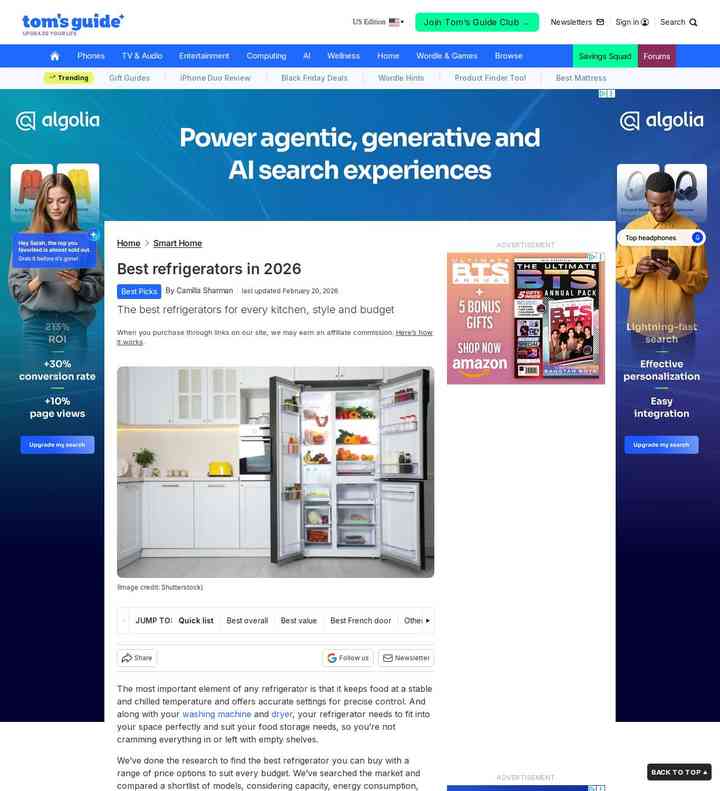 tom's guide
UPGRADE YOUR LIFE
US Edition
Join Tom's Guide Club →
Newsletters
Sign in
Search
Phones
TV & Audio
Entertainment
Computing
AI
Wellness
Home
Wordle & Games
Browse
Savings Squad
Forums
Trending
Gift Guides
iPhone Duo Review
Black Friday Deals
Wordle Hints
Product Finder Tool
Best Mattress
algolia
Power agentic, generative and
AI search experiences
algolia
Hey Sarah, the top you
favorited is almost sold out.
Grab it before it's gone!
213%
ROI
+30%
conversion rate
+10%
page views
Upgrade my search
Top headphones
Lightning-fast
search
Effective
personalization
Easy
integration
Upgrade my search
Home > Smart Home
Best refrigerators in 2026
Best Picks
By Camilla Sharman
last updated February 20, 2026
The best refrigerators for every kitchen, style and budget
When you purchase through links on our site, we may earn an affiliate commission. Here's how
it works.
ADVERTISEMENT
ULTIMATE
BTS
ANNUAL
+
5 BONUS
GIFTS
SHOP NOW
amazon
THE ULTIMATE
BTS
ANNUAL PACK
BTS
(Image credit: Shutterstock)
JUMP TO:
Quick list
Best overall
Best value
Best French door
Other
Share
Follow us
Newsletter
The most important element of any refrigerator is that it keeps food at a stable
and chilled temperature and offers accurate settings for precise control. And
along with your washing machine and dryer, your refrigerator needs to fit into
your space perfectly and suit your food storage needs, so you're not
cramming everything in or left with empty shelves.
We've done the research to find the best refrigerator you can buy with a
range of price options to suit every budget. We've searched the market and
compared a shortlist of models, considering capacity, energy consumption,
BACK TO TOP ▲
ADVERTISEMENT